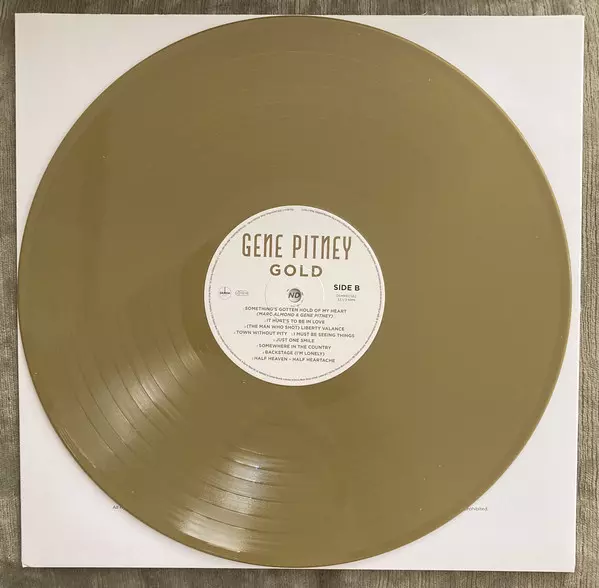 GENE PITNEY
GOLD
SIDE B
ND
SOMETHING'S GOTTEN HOLD OF MY HEART
(MARC ALMOND & GENE PITNEY)
IT HURT'S TO BE IN LOVE
(THE MAN WHO SHOT) LIBERTY VALANCE
TOWN WITHOUT PITY . I MUST BE SEEING THINGS
JUST ONE SMILE
SOMEWHERE IN THE COUNTRY
BACKSTAGE (I'M LONELY)
HALF HEAVEN - HALF HEARTACHE